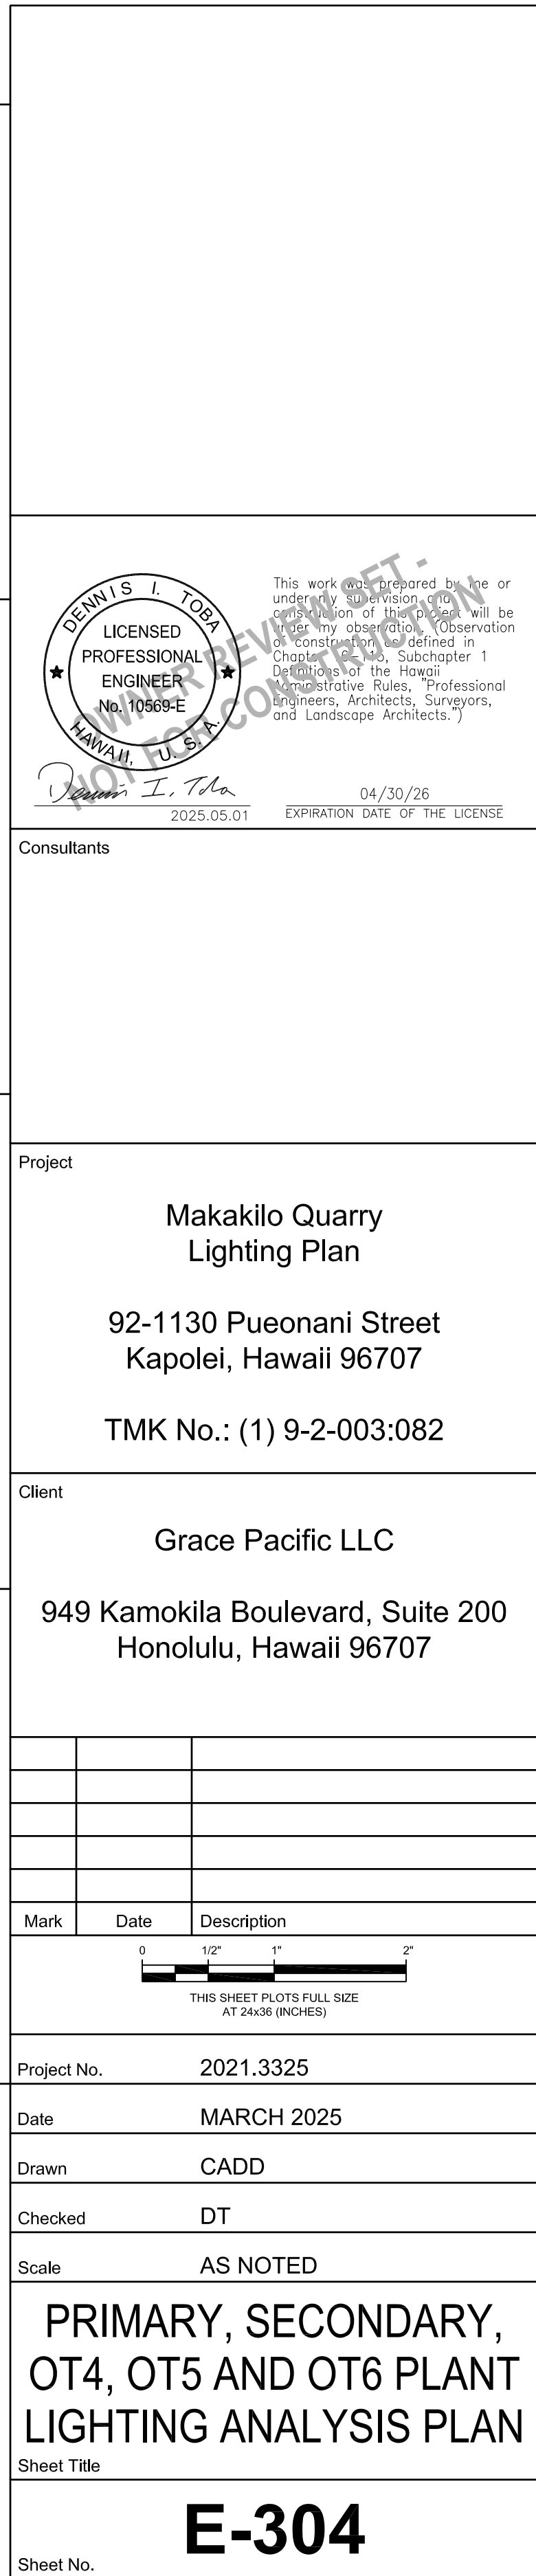 DENNIS I. TOBA
LICENSED
PROFESSIONAL
ENGINEER
No. 10569-E
HAWAII, U.S.A.
OWNER REVIEW SET -
NOT FOR CONSTRUCTION
This work was prepared by me or
under my supervision and
construction of this project will be
under my observation. (Observation
of construction as defined in
Chapter 16-115, Subchapter 1
Definitions of the Hawaii
Administrative Rules, "Professional
Engineers, Architects, Surveyors,
and Landscape Architects.")
Dennis I. Toba
2025.05.01
04/30/26
EXPIRATION DATE OF THE LICENSE
Consultants
Project
Makakilo Quarry
Lighting Plan
92-1130 Pueonani Street
Kapolei, Hawaii 96707
TMK No.: (1) 9-2-003:082
Client
Grace Pacific LLC
949 Kamokila Boulevard, Suite 200
Honolulu, Hawaii 96707
Mark Date Description
0 1/2" 1" 2"
THIS SHEET PLOTS FULL SIZE
AT 24x36 (INCHES)
Project No. 2021.3325
Date MARCH 2025
Drawn CADD
Checked DT
Scale AS NOTED
PRIMARY, SECONDARY,
OT4, OT5 AND OT6 PLANT
LIGHTING ANALYSIS PLAN
Sheet Title
E-304
Sheet No.